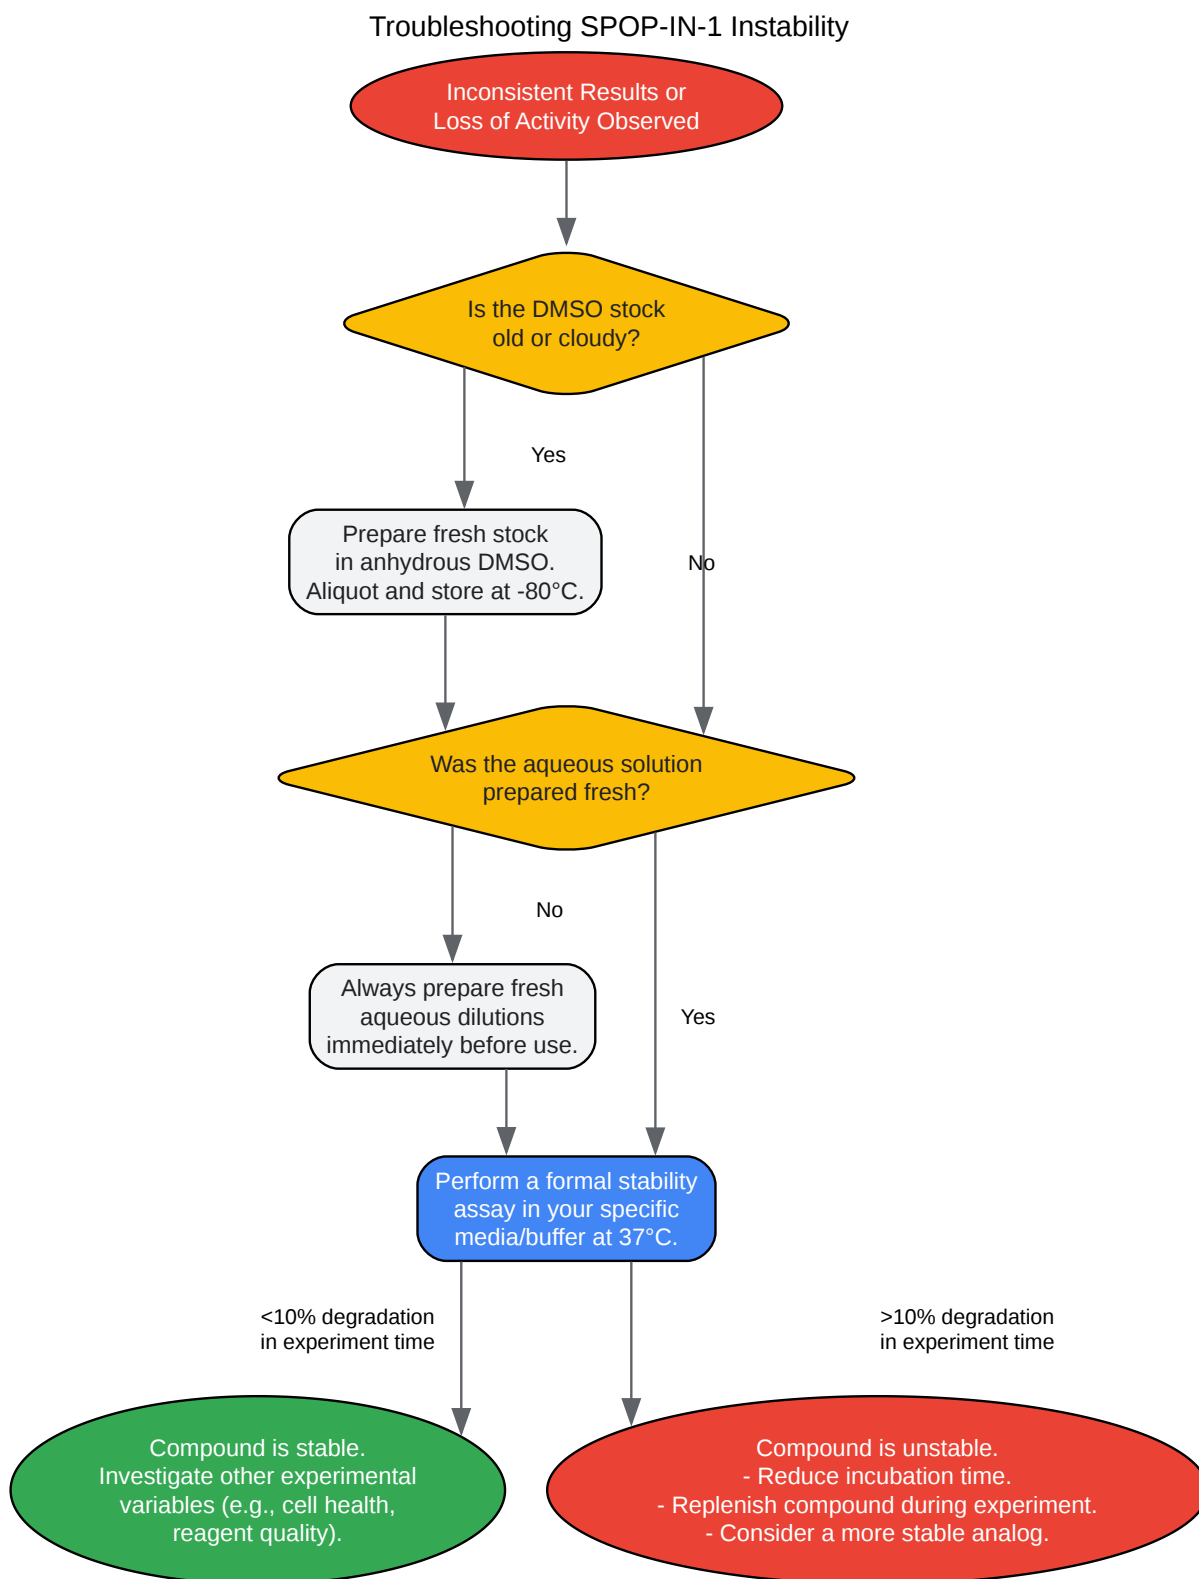 Troubleshooting SPOP-IN-1 Instability
Inconsistent Results or
Loss of Activity Observed
Is the DMSO stock
old or cloudy?
Yes
Prepare fresh stock
in anhydrous DMSO.
Aliquot and store at -80°C.
No
Was the aqueous solution
prepared fresh?
No
Always prepare fresh
aqueous dilutions
immediately before use.
Yes
Perform a formal stability
assay in your specific
media/buffer at 37°C.
<10% degradation
in experiment time
>10% degradation
in experiment time
Compound is stable.
Investigate other experimental
variables (e.g., cell health,
reagent quality).
Compound is unstable.
- Reduce incubation time.
- Replenish compound during experiment.
- Consider a more stable analog.